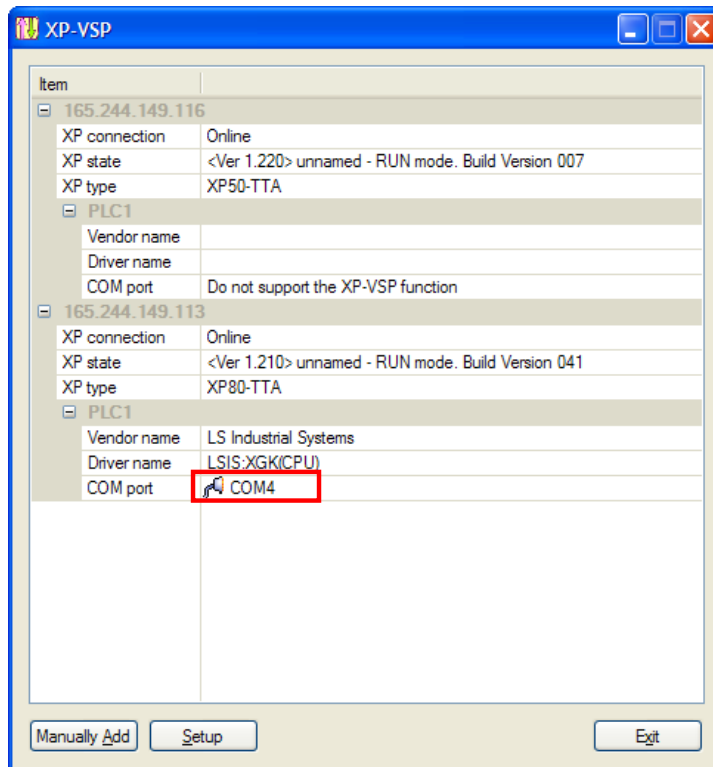 XP-VSP
Item
165.244.149.116
XP connection Online
XP state <Ver 1.220> unnamed - RUN mode. Build Version 007
XP type XP50-TTA
PLC1
Vendor name
Driver name
COM port Do not support the XP-VSP function
165.244.149.113
XP connection Online
XP state <Ver 1.210> unnamed - RUN mode. Build Version 041
XP type XP80-TTA
PLC1
Vendor name LS Industrial Systems
Driver name LSIS:XGK(CPU)
COM port COM4
Manually Add Setup Exit